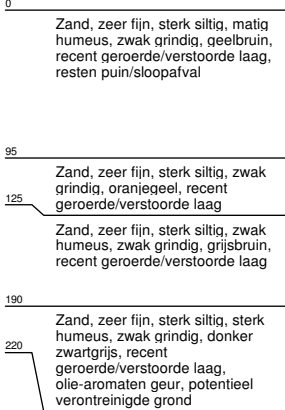 0
Zand, zeer fijn, sterk siltig, matig
humeus, zwak grindig, geelbruin,
recent geroerde/verstoorde laag,
resten puin/sloopafval
95
Zand, zeer fijn, sterk siltig, zwak
grindig, oranjegeel, recent
geroerde/verstoorde laag
125
Zand, zeer fijn, sterk siltig, zwak
humeus, zwak grindig, grijsbruin,
recent geroerde/verstoorde laag
190
Zand, zeer fijn, sterk siltig, sterk
humeus, zwak grindig, donker
zwartgrijs, recent
geroerde/verstoorde laag,
olie-aromaten geur, potentieel
verontreinigde grond
220